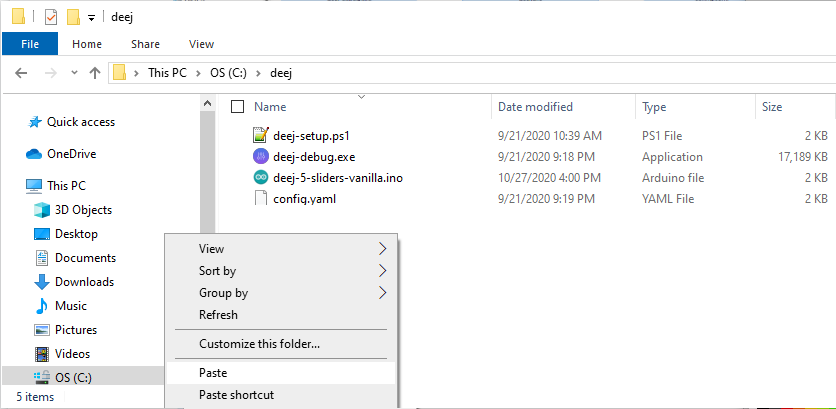 deej
File Home Share View
This PC OS (C:) deej
Name Date modified Type Size
Quick access
OneDrive
This PC
3D Objects
Desktop
Documents
Downloads
Music
Pictures
Videos
OS (C:)
deej-setup.ps1 9/21/2020 10:39 AM PS1 File 2 KB
deej-debug.exe 9/21/2020 9:18 PM Application 17,189 KB
deej-5-sliders-vanilla.ino 10/27/2020 4:00 PM Arduino file 2 KB
config.yaml 9/21/2020 9:19 PM YAML File 2 KB
View
Sort by
Group by
Refresh
Customize this folder...
Paste
Paste shortcut
5 items